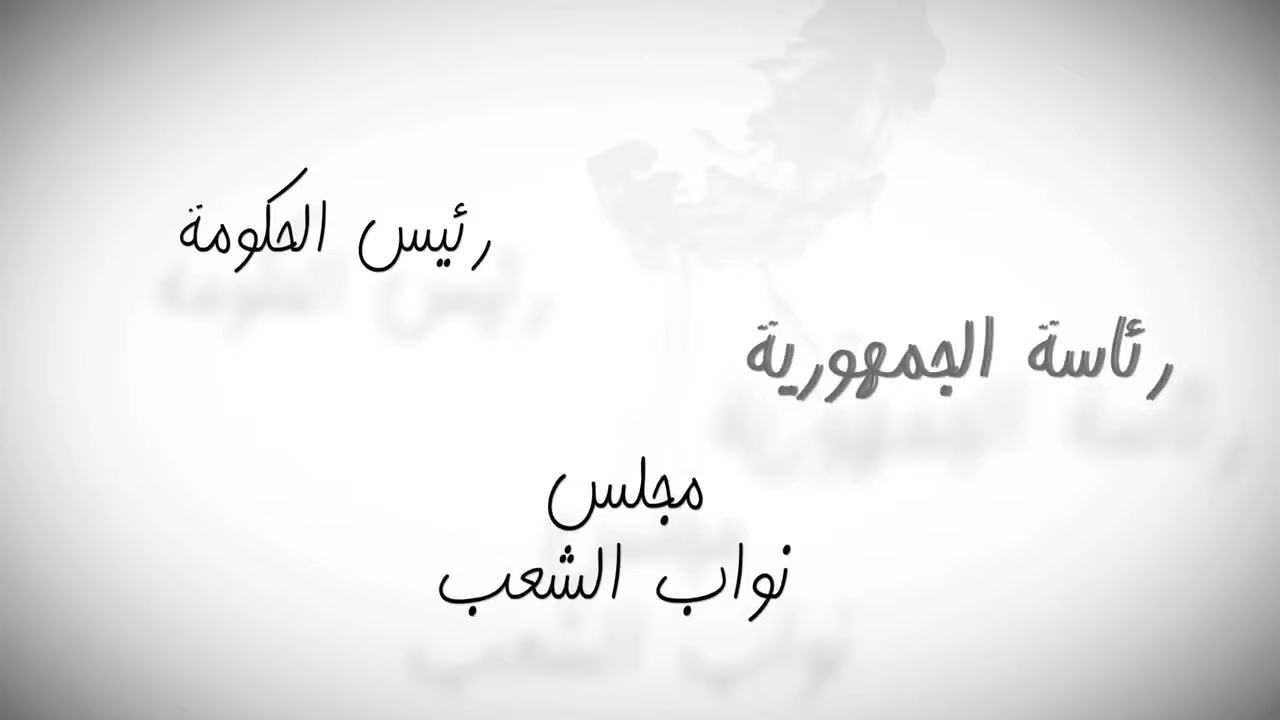 رئيس الحكومة
رئاسة الجمهورية
مجلس
نواب الشعب